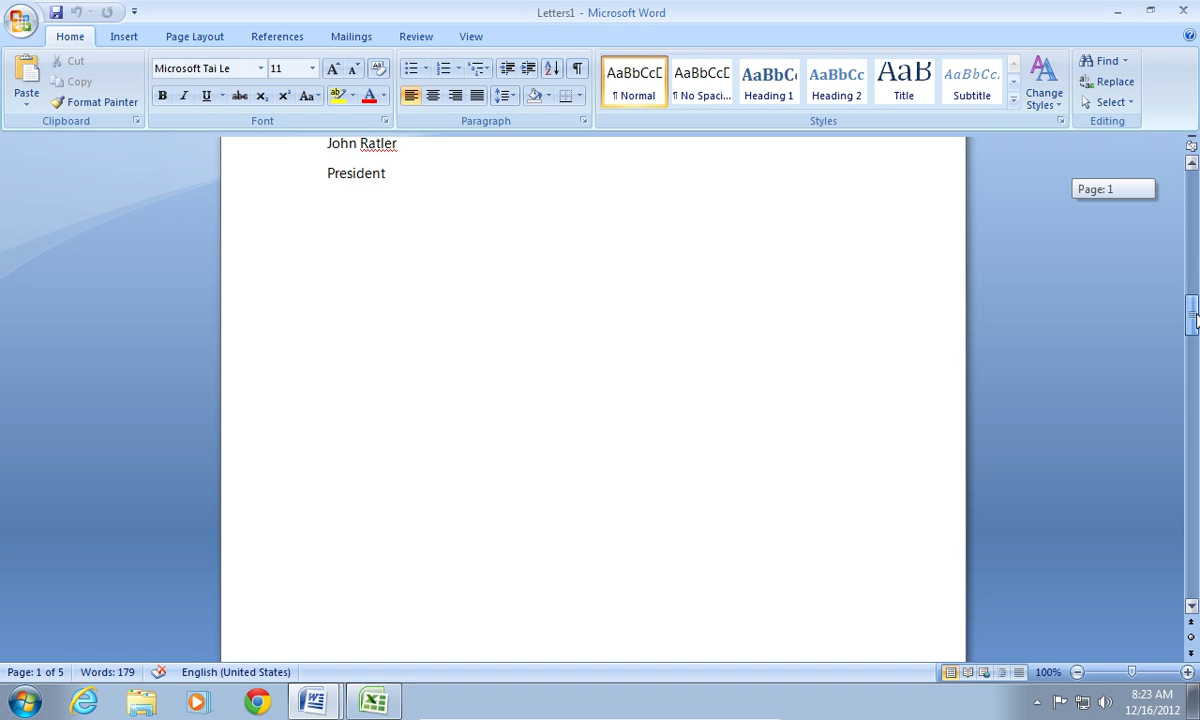 Letters1 - Microsoft Word
Home Insert Page Layout References Mailings Review View
Paste
Cut
Copy
Format Painter
Clipboard
Microsoft Tai Le 11
B I U abc X₂ X² Aa
Font
Paragraph
AaBbCcD AaBbCcD AaBbCc AaBbCc AaB AaBbCc.
¶ Normal ¶ No Spaci... Heading 1 Heading 2 Title Subtitle
Change
Styles
Styles
Find
Replace
Select
Editing
John Ratler
President
Page: 1
Page: 1 of 5 Words: 179 English (United States) 100%
8:23 AM
12/16/2012